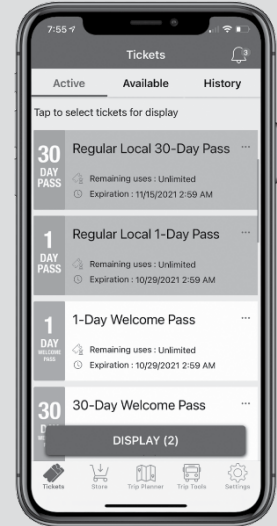 7:55
Tickets
3
Active Available History
Tap to select tickets for display
30
DAY
PASS
Regular Local 30-Day Pass ...
Remaining uses : Unlimited
Expiration : 11/15/2021 2:59 AM
1
DAY
PASS
Regular Local 1-Day Pass ...
Remaining uses : Unlimited
Expiration : 10/29/2021 2:59 AM
1
DAY
WELCOME
PASS
1-Day Welcome Pass ...
Remaining uses : Unlimited
Expiration : 10/29/2021 2:59 AM
30
30-Day Welcome Pass ...
DISPLAY (2)
Tickets Store Trip Planner Trip Tools Settings